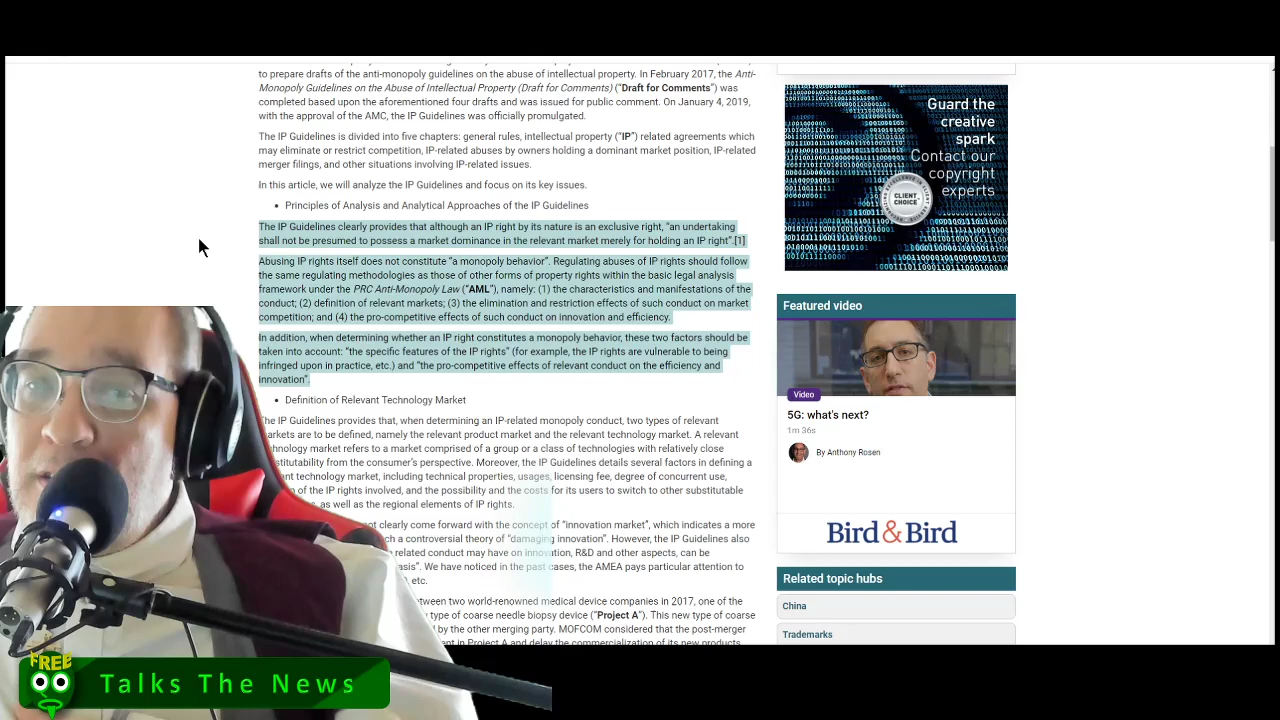 to prepare drafts of the anti-monopoly guidelines on the abuse of intellectual property. In February 2017, the Anti-
Monopoly Guidelines on the Abuse of Intellectual Property (Draft for Comments) (“Draft for Comments”) was
completed based upon the aforementioned four drafts and was issued for public comment. On January 4, 2019,
with the approval of the AMC, the IP Guidelines was officially promulgated.
The IP Guidelines is divided into five chapters: general rules, intellectual property (“IP”) related agreements which
may eliminate or restrict competition, IP-related abuses by owners holding a dominant market position, IP-related
merger filings, and other situations involving IP-related issues.
In this article, we will analyze the IP Guidelines and focus on its key issues.
• Principles of Analysis and Analytical Approaches of the IP Guidelines
The IP Guidelines clearly provides that although an IP right by its nature is an exclusive right, “an undertaking
shall not be presumed to possess a market dominance in the relevant market merely for holding an IP right”.[1]
Abusing IP rights itself does not constitute “a monopoly behavior”. Regulating abuses of IP rights should follow
the same regulating methodologies as those of other forms of property rights within the basic legal analysis
framework under the PRC Anti-Monopoly Law (“AML”), namely: (1) the characteristics and manifestations of the
conduct; (2) definition of relevant markets; (3) the elimination and restriction effects of such conduct on market
competition; and (4) the pro-competitive effects of such conduct on innovation and efficiency.
In addition, when determining whether an IP right constitutes a monopoly behavior, these two factors should be
taken into account: “the specific features of the IP rights” (for example, the IP rights are vulnerable to being
infringed upon in practice, etc.) and “the pro-competitive effects of relevant conduct on the efficiency and
innovation”.
• Definition of Relevant Technology Market
The IP Guidelines provides that, when determining an IP-related monopoly conduct, two types of relevant
markets are to be defined, namely the relevant product market and the relevant technology market. A relevant
technology market refers to a market comprised of a group or a class of technologies with relatively close
stitutability from the consumer’s perspective. Moreover, the IP Guidelines details several factors in defining a
nt technology market, including technical properties, usages, licensing fee, degree of concurrent use,
n of the IP rights involved, and the possibility and the costs for its users to switch to other substitutable
as well as the regional elements of IP rights.
ot clearly come forward with the concept of “innovation market”, which indicates a more
ch a controversial theory of “damaging innovation”. However, the IP Guidelines also
related conduct may have on innovation, R&D and other aspects, can be
asis”. We have noticed in the past cases, the AMEA pays particular attention to
etc.
etween two world-renowned medical device companies in 2017, one of the
type of coarse needle biopsy device (“Project A”). This new type of coarse
by the other merging party. MOFCOM considered that the post-merger
ent in Project A and delay the commercialization of its new products
Guard the
creative
spark
Contact our
copyright
experts
CLIENT
CHOICE
Featured video
Video
5G: what's next?
1m 36s
By Anthony Rosen
Bird & Bird
Related topic hubs
China
Trademarks
FREE
Talks The News